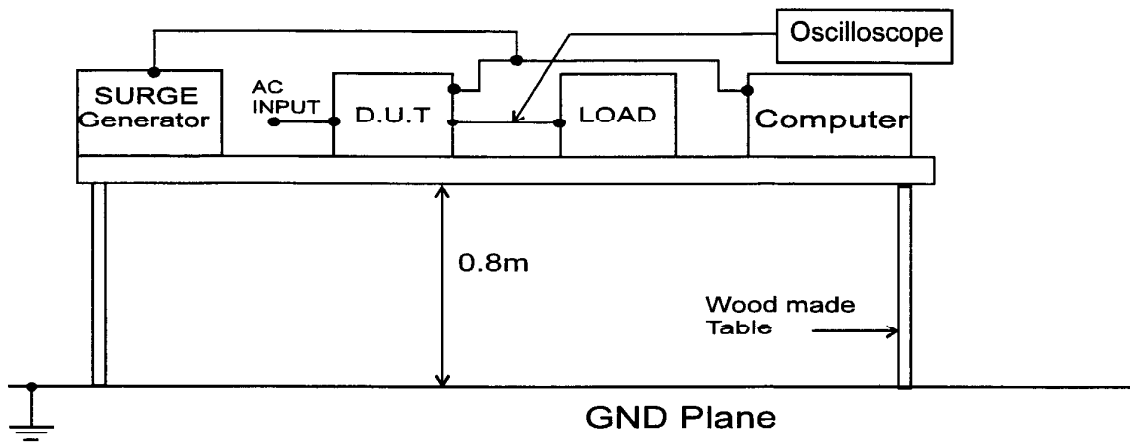 Oscilloscope
SURGE
Generator
AC
INPUT
D.U.T
LOAD
Computer
0.8m
Wood made
Table
GND Plane